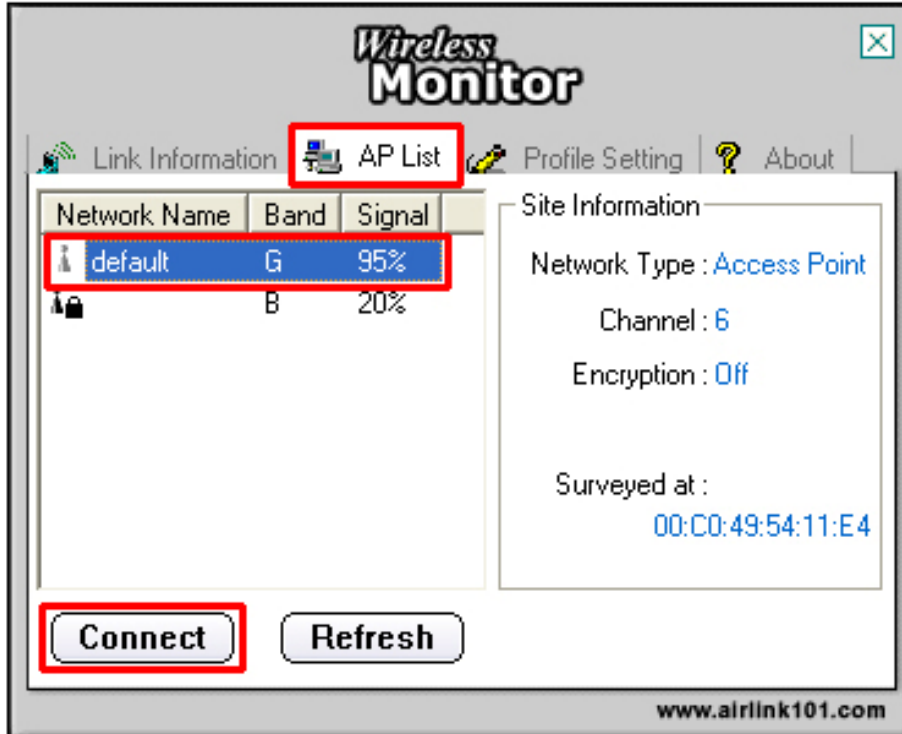 Wireless
Monitor
Link Information AP List Profile Setting ? About
Network Name Band Signal
default G 95%
B 20%
Site Information
Network Type : Access Point
Channel : 6
Encryption : Off
Surveyed at :
00:C0:49:54:11:E4
Connect Refresh
www.airlink101.com